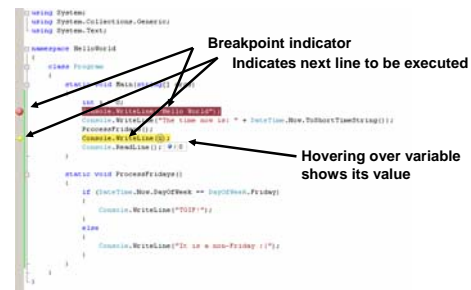 using System;
using System.Collections.Generic;
using System.Text;
namespace HelloWorld
{
class Program
{
static void Main(string[]
{
int i = 0;
Console.WriteLine("Hello World");
Console.WriteLine("The time now is: " + DateTime.Now.ToShortTimeString());
ProcessFridays();
Console.WriteLine(i);
Console.ReadLine();
}
static void ProcessFridays()
{
if (DateTime.Now.DayOfWeek == DayOfWeek.Friday)
{
Console.WriteLine("TGIF!");
}
else
{
Console.WriteLine("It is a non-Friday :(");
}
}
}
}
Breakpoint indicator
Indicates next line to be executed
Hovering over variable
shows its value